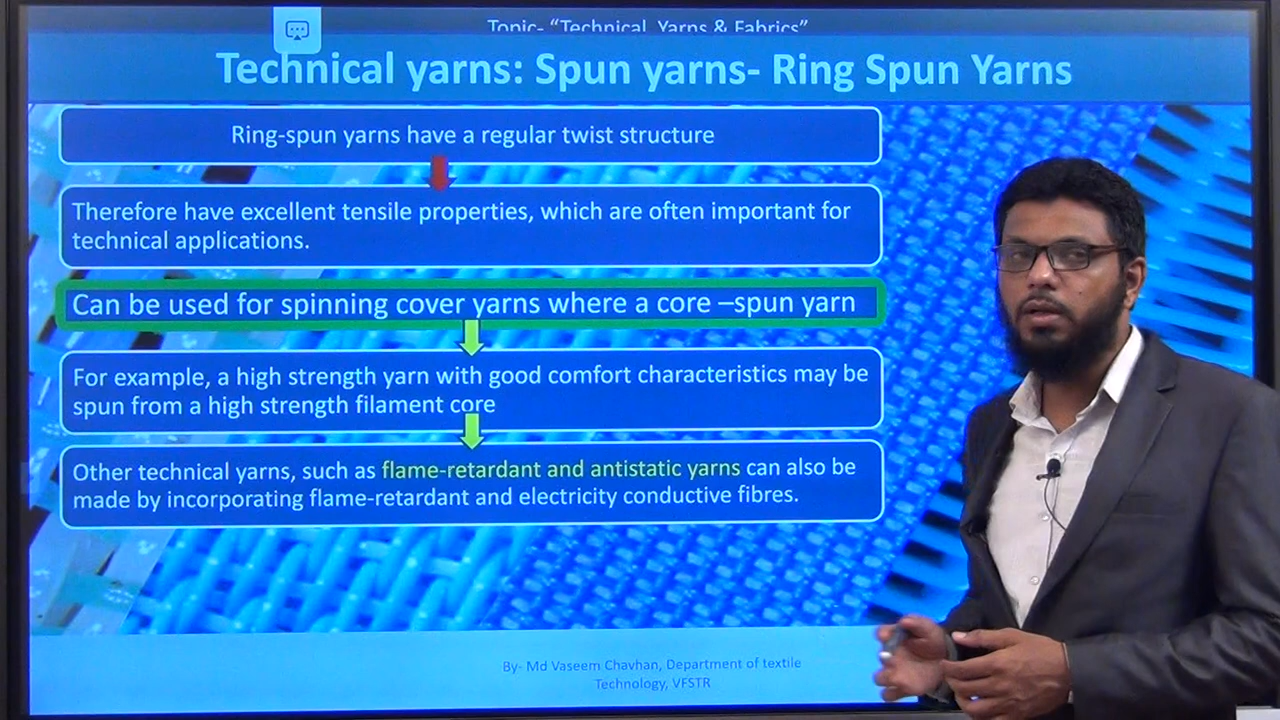 Topic- “Technical Yarns & Fabrics”
Technical yarns: Spun yarns- Ring Spun Yarns
Ring-spun yarns have a regular twist structure
Therefore have excellent tensile properties, which are often important for
technical applications.
Can be used for spinning cover yarns where a core –spun yarn
For example, a high strength yarn with good comfort characteristics may be
spun from a high strength filament core
Other technical yarns, such as flame-retardant and antistatic yarns can also be
made by incorporating flame-retardant and electricity conductive fibres.
By- Md Vaseem Chavhan, Department of textile
Technology, VFSTR